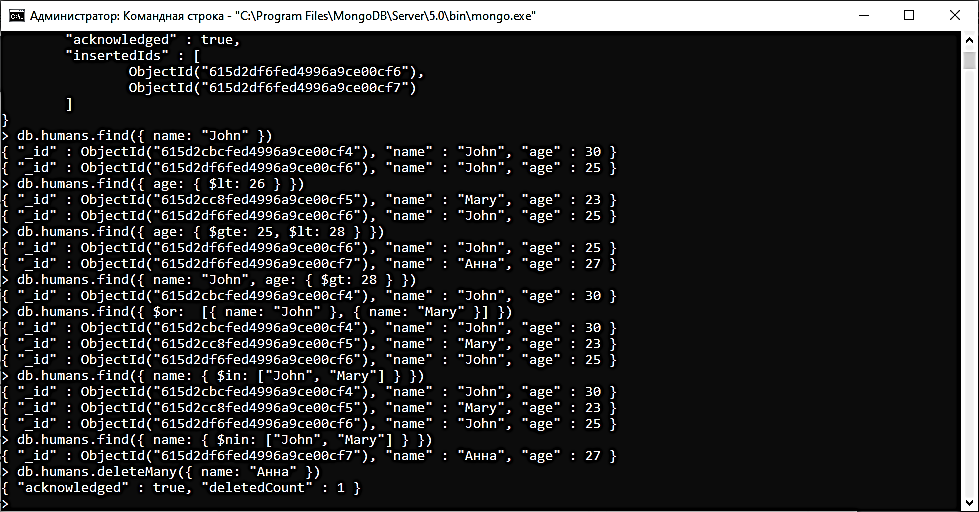 Администратор: Командная строка - "C:\Program Files\MongoDB\Server\5.0\bin\mongo.exe"
        "acknowledged" : true,
        "insertedIds" : [
                ObjectId("615d2df6fed4996a9ce00cf6"),
                ObjectId("615d2df6fed4996a9ce00cf7")
        ]
}
> db.humans.find({ name: "John" })
{ "_id" : ObjectId("615d2cbcfed4996a9ce00cf4"), "name" : "John", "age" : 30 }
{ "_id" : ObjectId("615d2df6fed4996a9ce00cf6"), "name" : "John", "age" : 25 }
> db.humans.find({ age: { $lt: 26 } })
{ "_id" : ObjectId("615d2cc8fed4996a9ce00cf5"), "name" : "Mary", "age" : 23 }
{ "_id" : ObjectId("615d2df6fed4996a9ce00cf6"), "name" : "John", "age" : 25 }
> db.humans.find({ age: { $gte: 25, $lt: 28 } })
{ "_id" : ObjectId("615d2df6fed4996a9ce00cf6"), "name" : "John", "age" : 25 }
{ "_id" : ObjectId("615d2df6fed4996a9ce00cf7"), "name" : "Анна", "age" : 27 }
> db.humans.find({ name: "John", age: { $gt: 28 } })
{ "_id" : ObjectId("615d2cbcfed4996a9ce00cf4"), "name" : "John", "age" : 30 }
> db.humans.find({ $or:  [{ name: "John" }, { name: "Mary" }] })
{ "_id" : ObjectId("615d2cbcfed4996a9ce00cf4"), "name" : "John", "age" : 30 }
{ "_id" : ObjectId("615d2cc8fed4996a9ce00cf5"), "name" : "Mary", "age" : 23 }
{ "_id" : ObjectId("615d2df6fed4996a9ce00cf6"), "name" : "John", "age" : 25 }
> db.humans.find({ name: { $in: ["John", "Mary"] } })
{ "_id" : ObjectId("615d2cbcfed4996a9ce00cf4"), "name" : "John", "age" : 30 }
{ "_id" : ObjectId("615d2cc8fed4996a9ce00cf5"), "name" : "Mary", "age" : 23 }
{ "_id" : ObjectId("615d2df6fed4996a9ce00cf6"), "name" : "John", "age" : 25 }
> db.humans.find({ name: { $nin: ["John", "Mary"] } })
{ "_id" : ObjectId("615d2df6fed4996a9ce00cf7"), "name" : "Анна", "age" : 27 }
> db.humans.deleteMany({ name: "Анна" })
{ "acknowledged" : true, "deletedCount" : 1 }
>